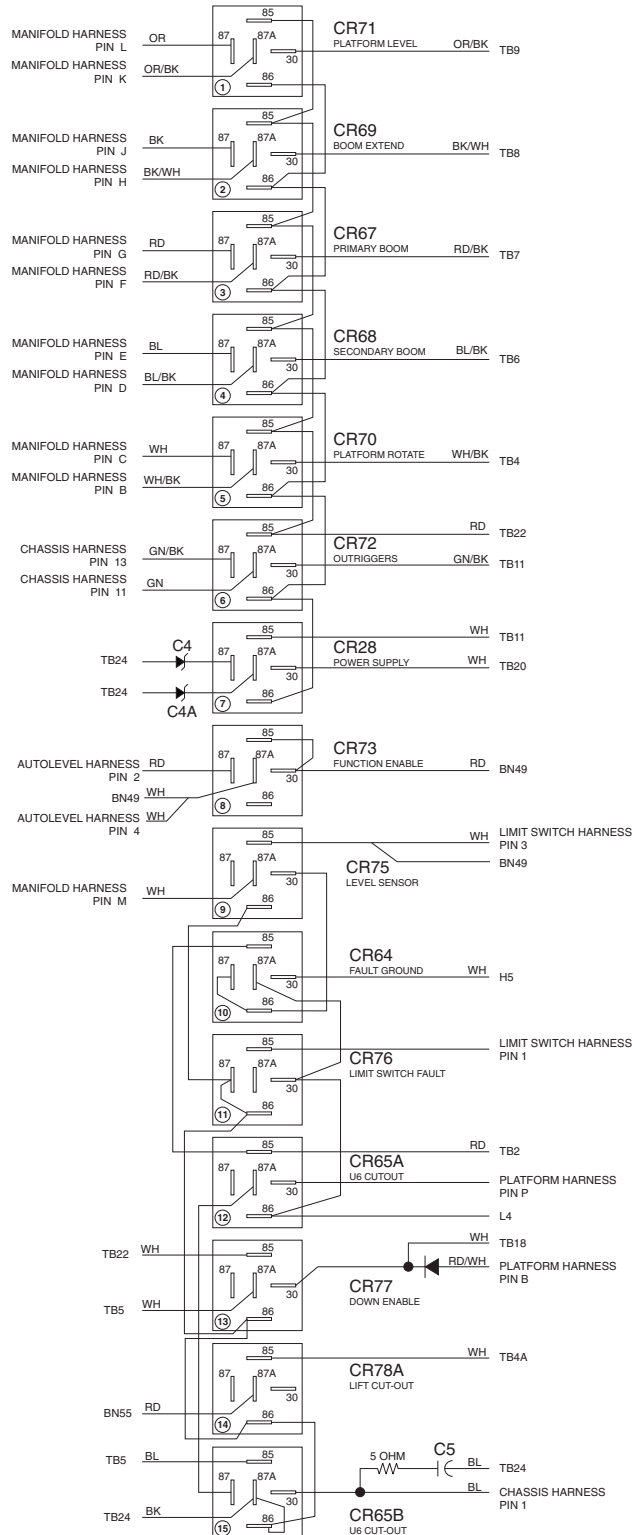 85
MANIFOLD HARNESS PIN L OR 87 87A CR71 PLATFORM LEVEL OR/BK TB9
30
MANIFOLD HARNESS PIN K OR/BK 86
1
85
MANIFOLD HARNESS PIN J BK 87 87A CR69 BOOM EXTEND BK/WH TB8
30
MANIFOLD HARNESS PIN H BK/WH 86
2
85
MANIFOLD HARNESS PIN G RD 87 87A CR67 PRIMARY BOOM RD/BK TB7
30
MANIFOLD HARNESS PIN F RD/BK 86
3
85
MANIFOLD HARNESS PIN E BL 87 87A CR68 SECONDARY BOOM BL/BK TB6
30
MANIFOLD HARNESS PIN D BL/BK 86
4
85
MANIFOLD HARNESS PIN C WH 87 87A CR70 PLATFORM ROTATE WH/BK TB4
30
MANIFOLD HARNESS PIN B WH/BK 86
5
85 RD TB22
CHASSIS HARNESS PIN 13 GN/BK 87 87A CR72 OUTRIGGERS GN/BK TB11
30
CHASSIS HARNESS PIN 11 GN 86
6
85 WH TB11
TB24 C4 87 87A CR28 POWER SUPPLY WH TB20
30
TB24 C4A 86
7
85
AUTOLEVEL HARNESS PIN 2 RD 87 87A CR73 FUNCTION ENABLE RD BN49
30
BN49 WH 86
AUTOLEVEL HARNESS PIN 4 WH
8
85 WH LIMIT SWITCH HARNESS PIN 3
BN49
87 87A CR75 LEVEL SENSOR
30
MANIFOLD HARNESS PIN M WH 86
9
85
87 87A CR64 FAULT GROUND WH H5
30
86
10
85 LIMIT SWITCH HARNESS PIN 1
87 87A CR76 LIMIT SWITCH FAULT
30
86
11
85 RD TB2
87 87A CR65A U6 CUTOUT PLATFORM HARNESS PIN P
30
86 L4
12
WH TB18
TB22 WH 85 RD/WH PLATFORM HARNESS PIN B
87 87A CR77 DOWN ENABLE
30
TB5 WH 86
13
85 WH TB4A
87 87A CR78A LIFT CUT-OUT
30
BN55 RD 86
14
TB5 BL 85 5 OHM C5 BL TB24
87 87A BL CHASSIS HARNESS PIN 1
30
TB24 BK 86 CR65B U6 CUT-OUT
15